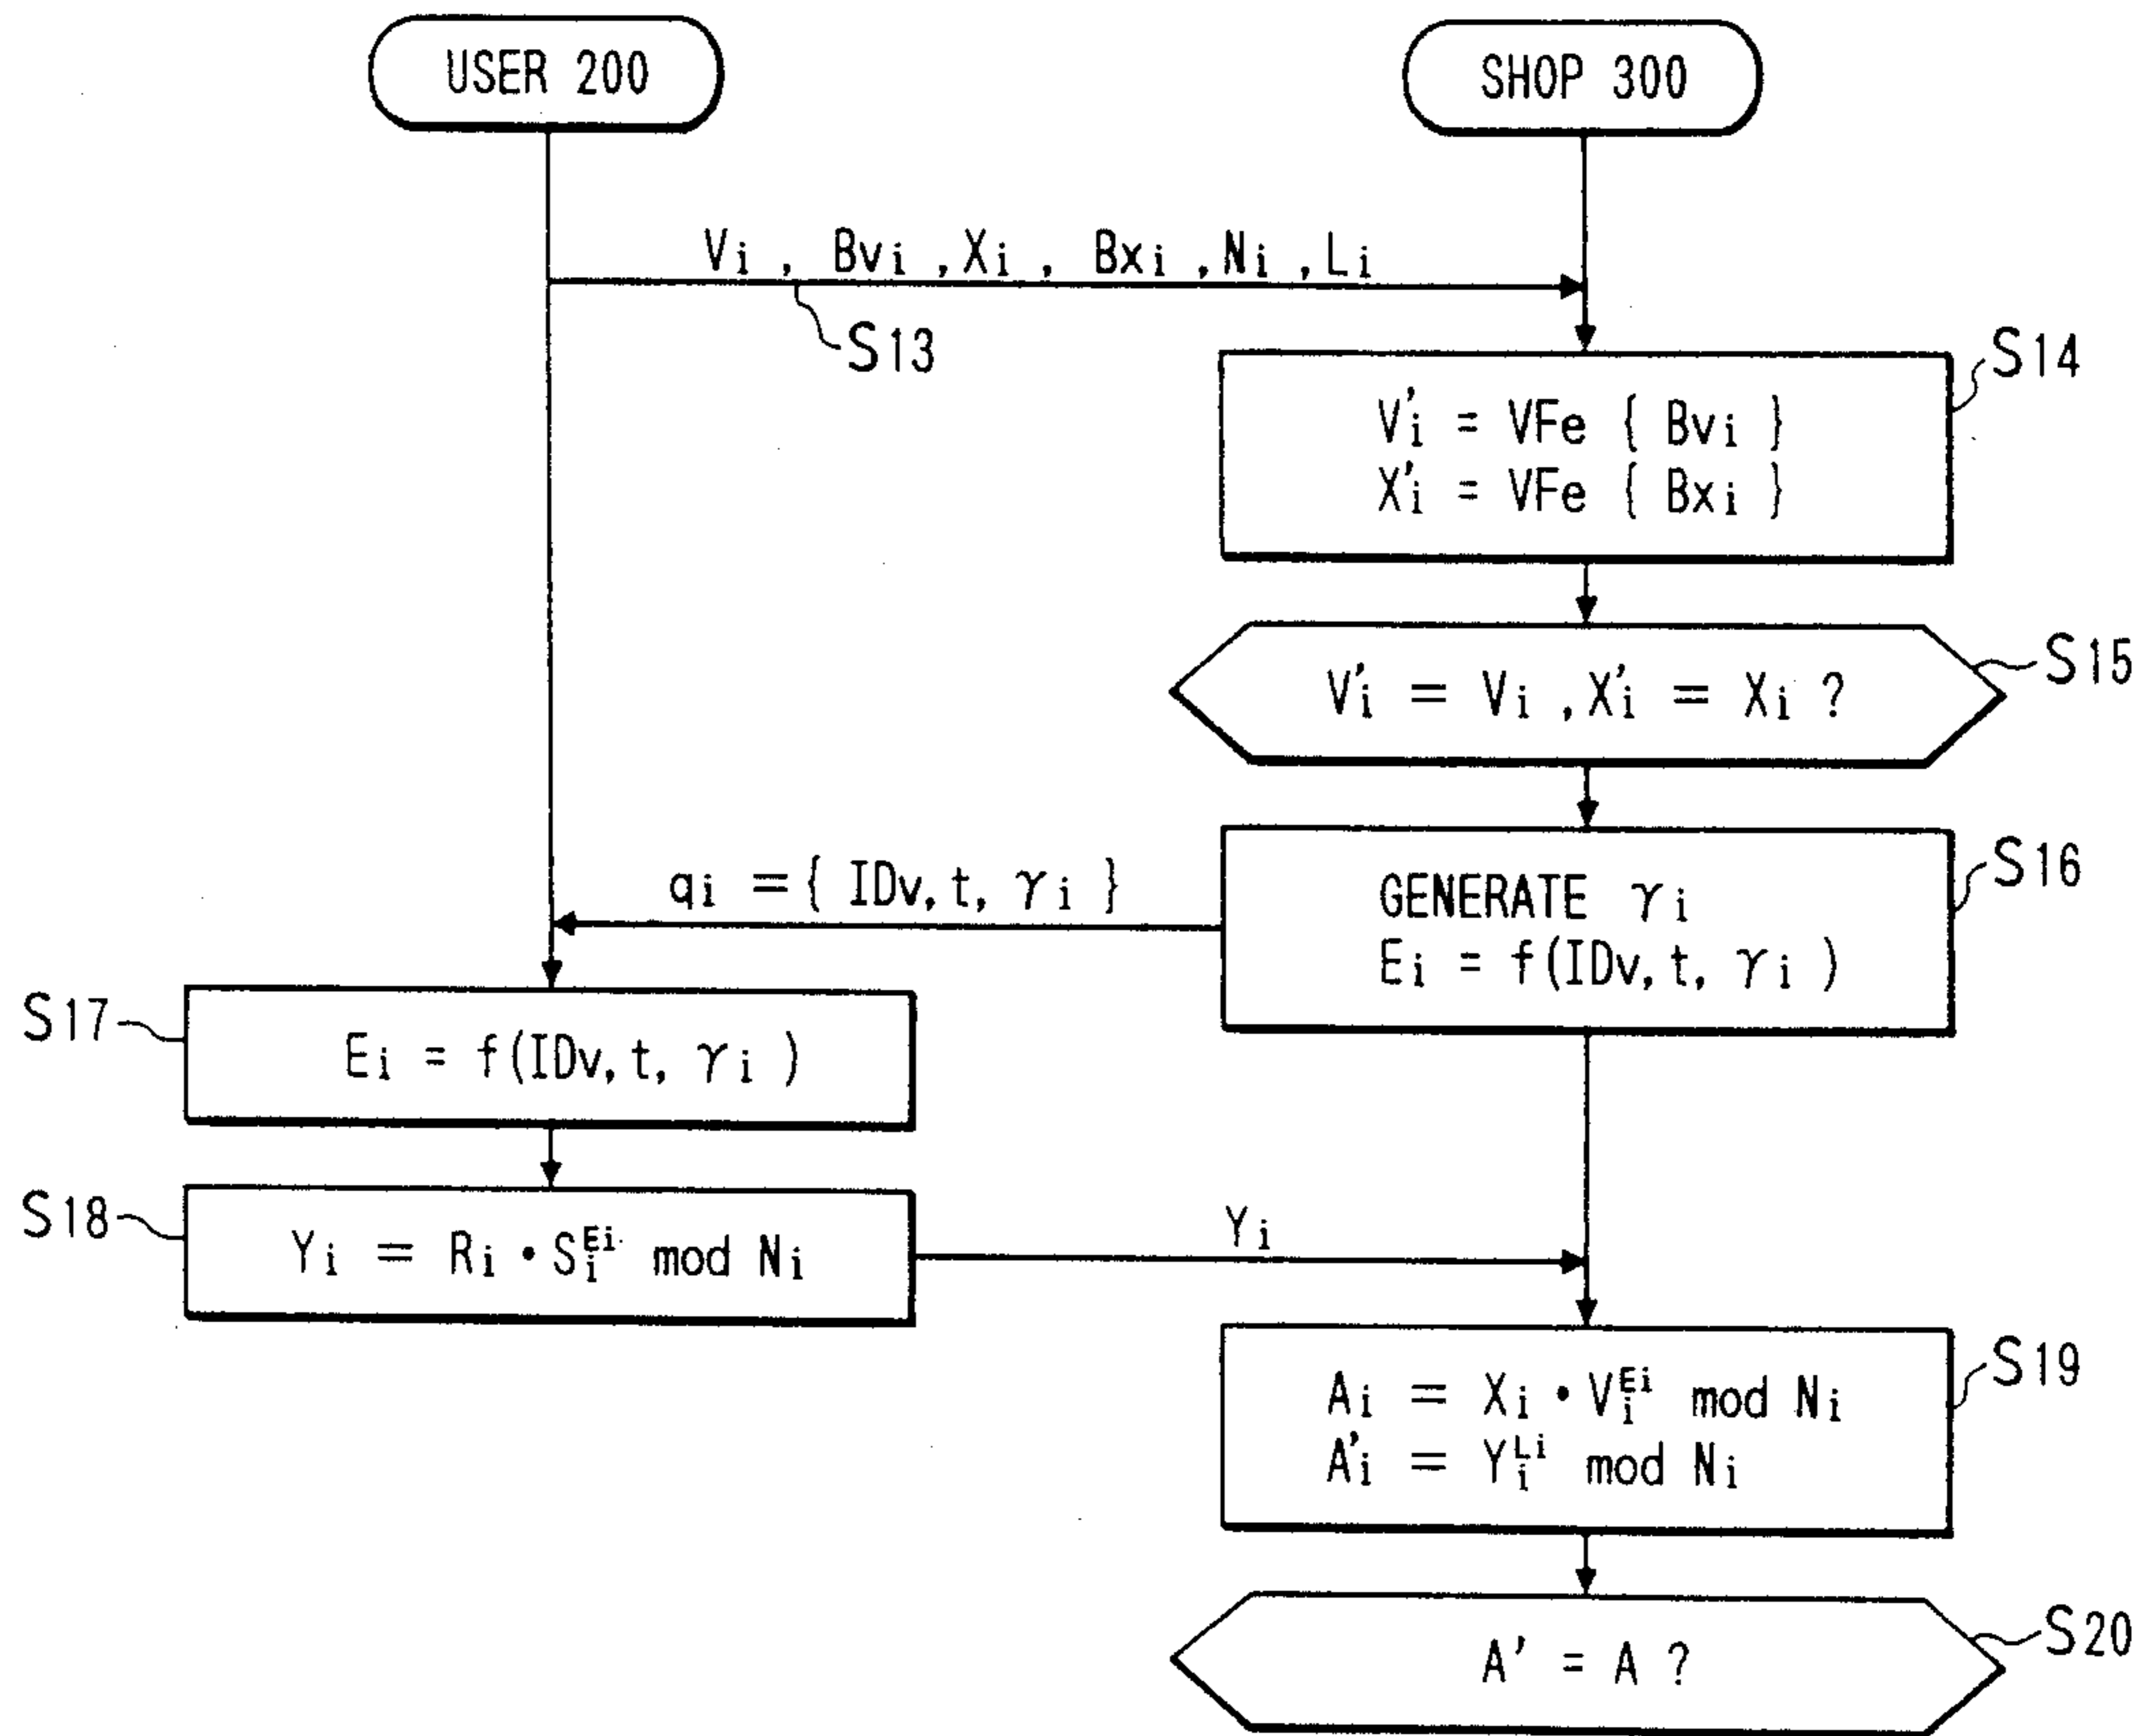 USER 200
SHOP 300
Vi , Bvi ,Xi , Bxi ,Ni ,Li
S13
S14
V'i = VFe { Bvi }
X'i = VFe { Bxi }
S15
V'i = Vi ,X'i = Xi ?
S16
qi = { IDv, t, γi }
GENERATE γi
Ei = f(IDv, t, γi )
S17
Ei = f(IDv, t, γi )
S18
Yi = Ri • Si^Ei mod Ni
Yi
S19
Ai = Xi • Vi^Ei mod Ni
A'i = Yi^Li mod Ni
S20
A' = A ?